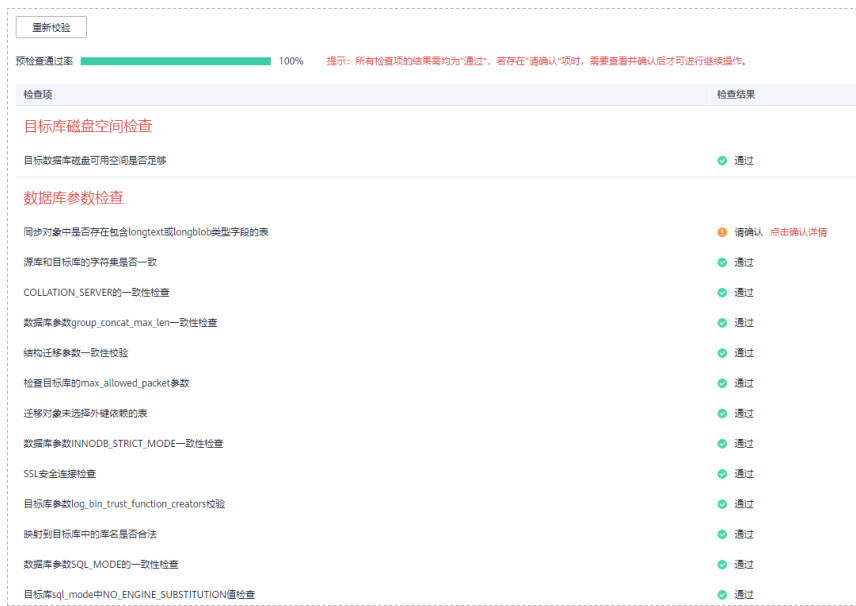 重新校验
预检查通过率 100% 提示：所有检查项的结果需均为“通过”，若存在“请确认”项时，需要查看并确认后才可进行继续操作。
检查项 检查结果
目标库磁盘空间检查
目标数据库磁盘可用空间是否足够 通过
数据库参数检查
同步对象中是否存在包含longtext或longblob类型字段的表 请确认 点击确认详情
源库和目标库的字符集是否一致 通过
COLLATION_SERVER的一致性检查 通过
数据库参数group_concat_max_len一致性检查 通过
结构迁移参数一致性校验 通过
检查目标库的max_allowed_packet参数 通过
迁移对象未选择外键依赖的表 通过
数据库参数INNODB_STRICT_MODE一致性检查 通过
SSL安全连接检查 通过
目标库参数log_bin_trust_function_creators校验 通过
映射到目标库中的库名是否合法 通过
数据库参数SQL_MODE的一致性检查 通过
目标库sql_mode中NO_ENGINE_SUBSTITUTION值检查 通过